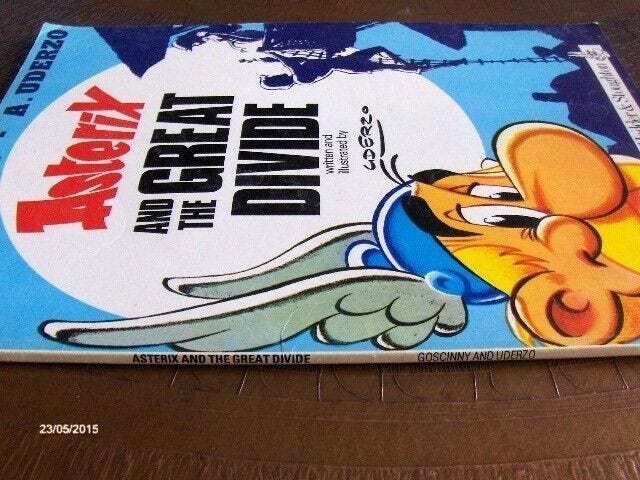 A. UDERZO
Asterix
AND
THE GREAT
DIVIDE
written and
illustrated by
UDERZO
Stoughton
ASTERIX AND THE GREAT DIVIDE
GOSCINNY AND UDERZO
23/05/2015